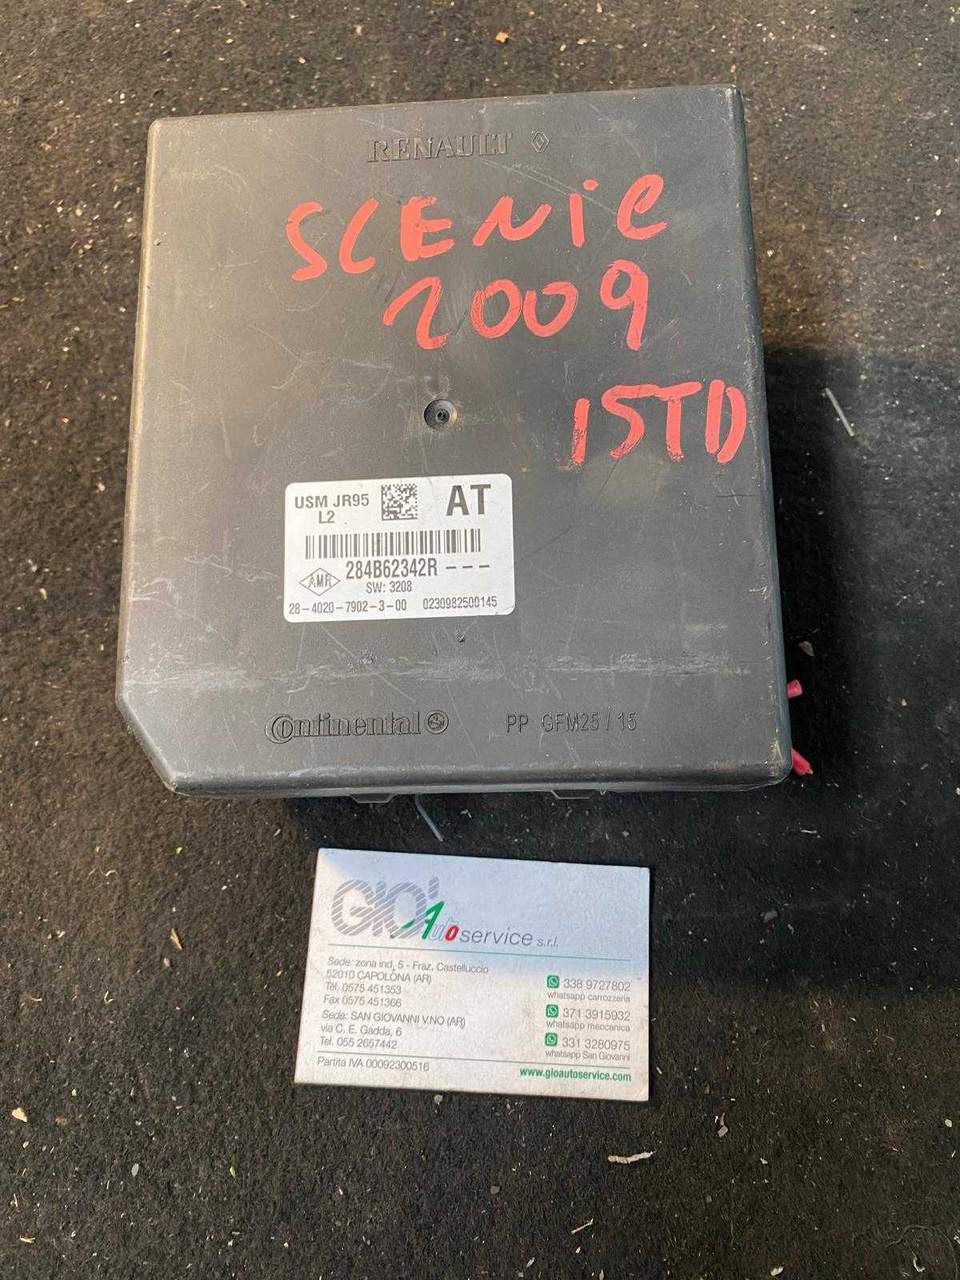 RENAULT
SCENIC
2009
15TD
USM JR95
L2
AT
284B62342R - - -
AMR
SW: 3208
28-4020-7902-3-00 0230982500145
Continental
PP GFM25 / 15
GIO' Auto service s.r.l.
Sede: zona ind, 5 - Fraz. Castelluccio
52010 CAPOLONA (AR)
Tel. 0575 451353
Fax 0575 451366
Sede: SAN GIOVANNI V.NO (AR)
via C. E. Gadda, 6
Tel. 055 2657442
338 9727802
whatsapp carrozzeria
371 3915932
whatsapp meccanica
331 3280975
whatsapp San Giovanni
Partita IVA 00092300516
www.gioautoservice.com